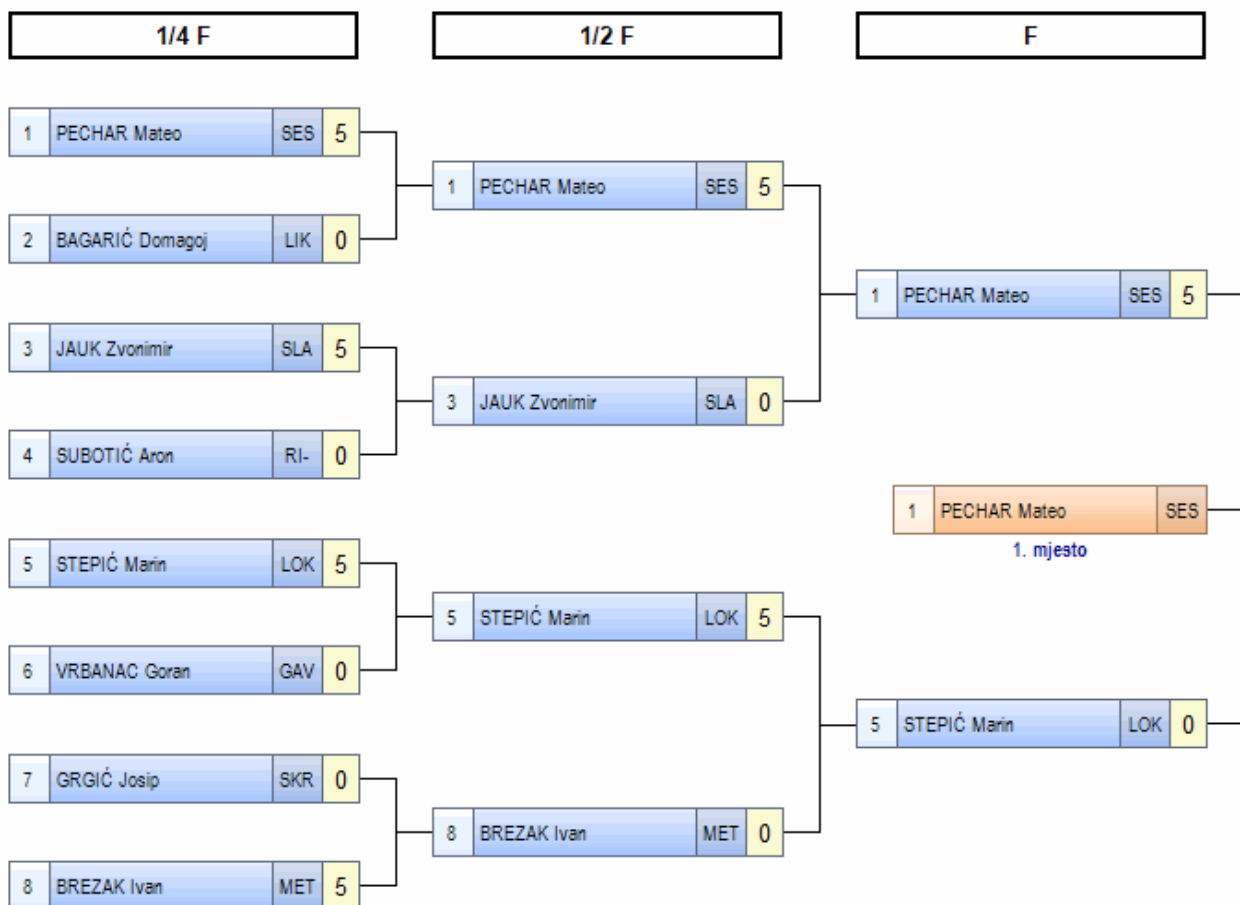 1/4 F 1/2 F F
1 PECHAR Mateo SES 5
1 PECHAR Mateo SES 5
2 BAGARIĆ Domagoj LIK 0
1 PECHAR Mateo SES 5
3 JAUK Zvonimir SLA 5
3 JAUK Zvonimir SLA 0
4 SUBOTIĆ Aron RI- 0
1 PECHAR Mateo SES
1. mjesto
5 STEPIĆ Marin LOK 5
5 STEPIĆ Marin LOK 5
6 VRBANAC Goran GAV 0
5 STEPIĆ Marin LOK 0
7 GRGIĆ Josip SKR 0
8 BREZAK Ivan MET 0
8 BREZAK Ivan MET 5